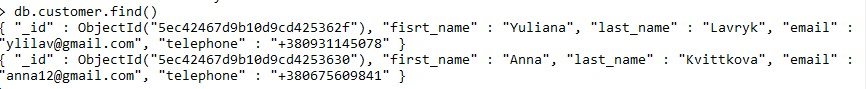 > db.customer.find()
{ "_id" : ObjectId("5ec42467d9b10d9cd425362f"), "fisrt_name" : "Yuliana", "last_name" : "Lavryk", "email" :
"ylilav@gmail.com", "telephone" : "+380931145078" }
{ "_id" : ObjectId("5ec42467d9b10d9cd4253630"), "first_name" : "Anna", "last_name" : "Kvittkova", "email" :
"anna12@gmail.com", "telephone" : "+380675609841" }